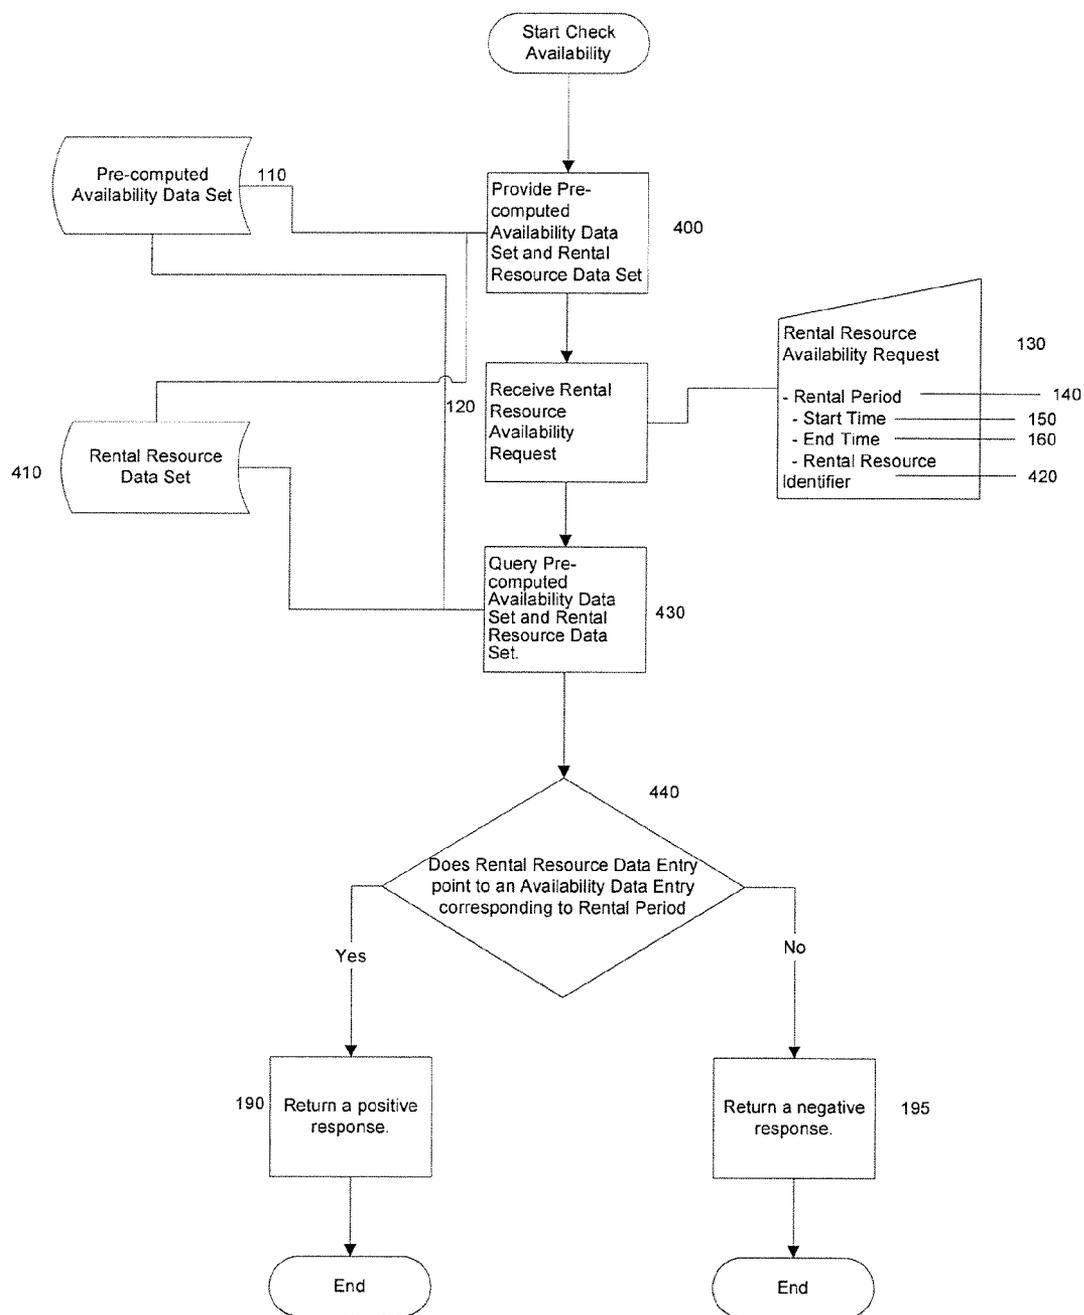 Start Check
Availability
Pre-computed
Availability Data Set
110
Provide Pre-
computed
Availability Data
Set and Rental
Resource Data Set
400
Rental Resource
Availability Request
130
- Rental Period
140
- Start Time
150
- End Time
160
- Rental Resource
Identifier
420
120
Receive Rental
Resource
Availability
Request
410
Rental Resource
Data Set
Query Pre-
computed
Availability Data
Set and Rental
Resource Data
Set.
430
440
Does Rental Resource Data Entry
point to an Availability Data Entry
corresponding to Rental Period
Yes
No
190
Return a positive
response.
Return a negative
response.
195
End
End